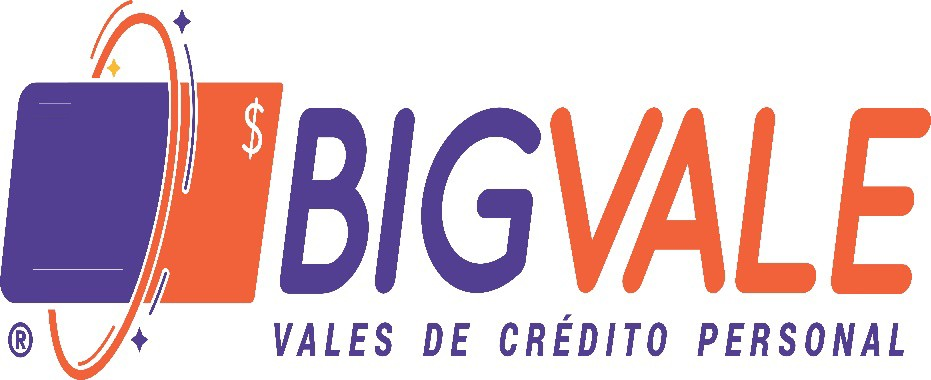 $
BIGVALE
® VALES DE CRÉDITO PERSONAL